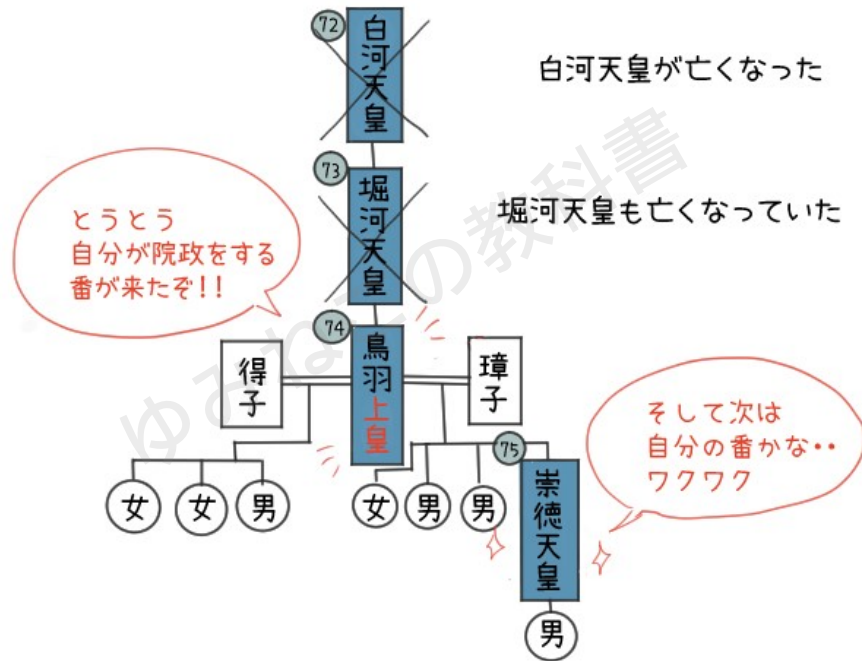 72
白河天皇
白河天皇が亡くなった
73
堀河天皇
堀河天皇も亡くなっていた
とうとう
自分が院政をする
番が来たぞ!!
74
鳥羽上皇
得子
璋子
そして次は
自分の番かな・・
ワクワク
75
崇徳天皇
女
女
男
女
男
男
男
ゆみねこの教科書